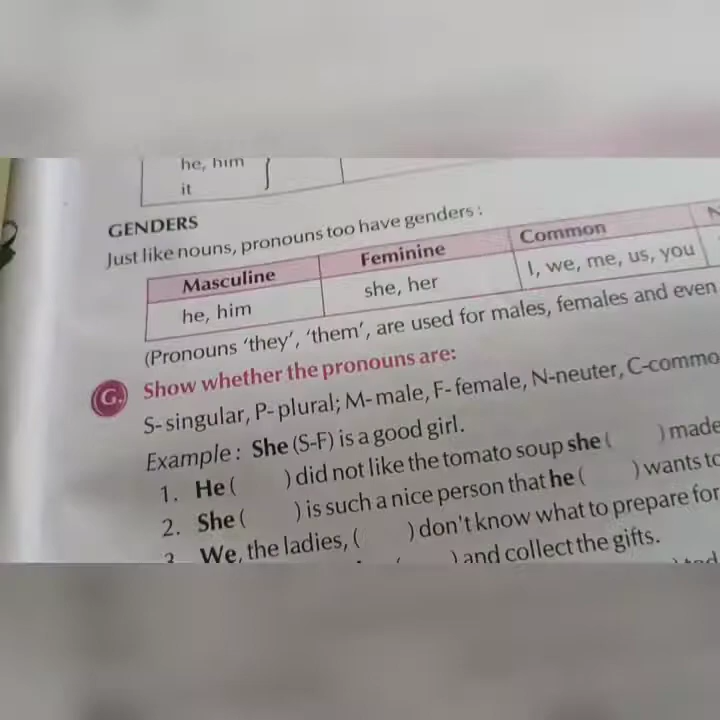 he, him
it
GENDERS
Just like nouns, pronouns too have genders :
Masculine Feminine Common N
he, him she, her I, we, me, us, you
(Pronouns ‘they’, ‘them’, are used for males, females and even
G. Show whether the pronouns are:
S- singular, P- plural; M- male, F- female, N-neuter, C-commo
Example : She (S-F) is a good girl.
1. He ( ) did not like the tomato soup she ( ) made
2. She ( ) is such a nice person that he ( ) wants to
3 We, the ladies, ( ) don't know what to prepare for
( ) and collect the gifts.